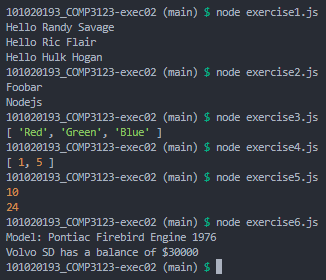 101020193_COMP3123-exec02 (main) $ node exercise1.js
Hello Randy Savage
Hello Ric Flair
Hello Hulk Hogan
101020193_COMP3123-exec02 (main) $ node exercise2.js
Foobar
Nodejs
101020193_COMP3123-exec02 (main) $ node exercise3.js
[ 'Red', 'Green', 'Blue' ]
101020193_COMP3123-exec02 (main) $ node exercise4.js
[ 1, 5 ]
101020193_COMP3123-exec02 (main) $ node exercise5.js
10
24
101020193_COMP3123-exec02 (main) $ node exercise6.js
Model: Pontiac Firebird Engine 1976
Volvo SD has a balance of $30000
101020193_COMP3123-exec02 (main) $